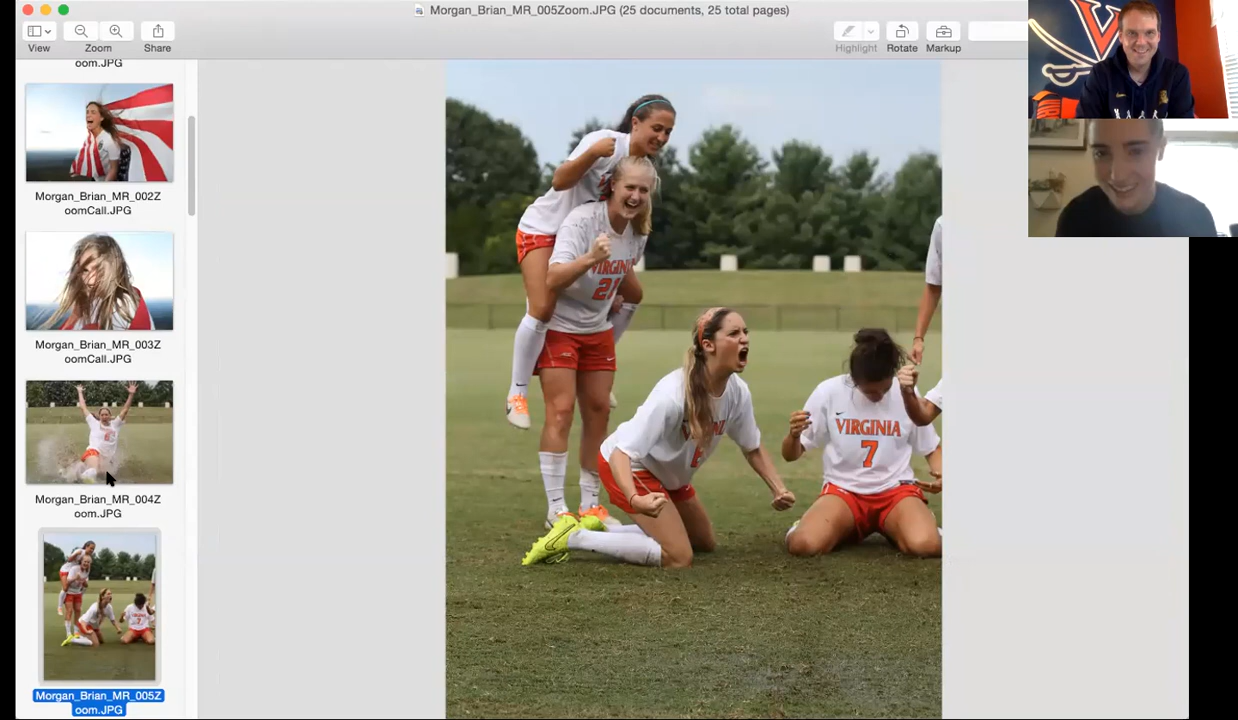 Morgan_Brian_MR_005Zoom.JPG (25 documents, 25 total pages)
View
Zoom
Share
Highlight
Rotate
Markup
oom.JPG
Morgan_Brian_MR_002Z
oomCall.JPG
Morgan_Brian_MR_003Z
oomCall.JPG
Morgan_Brian_MR_004Z
oom.JPG
Morgan_Brian_MR_005Z
oom.JPG
VIRGINIA
21
6
VIRGINIA
7